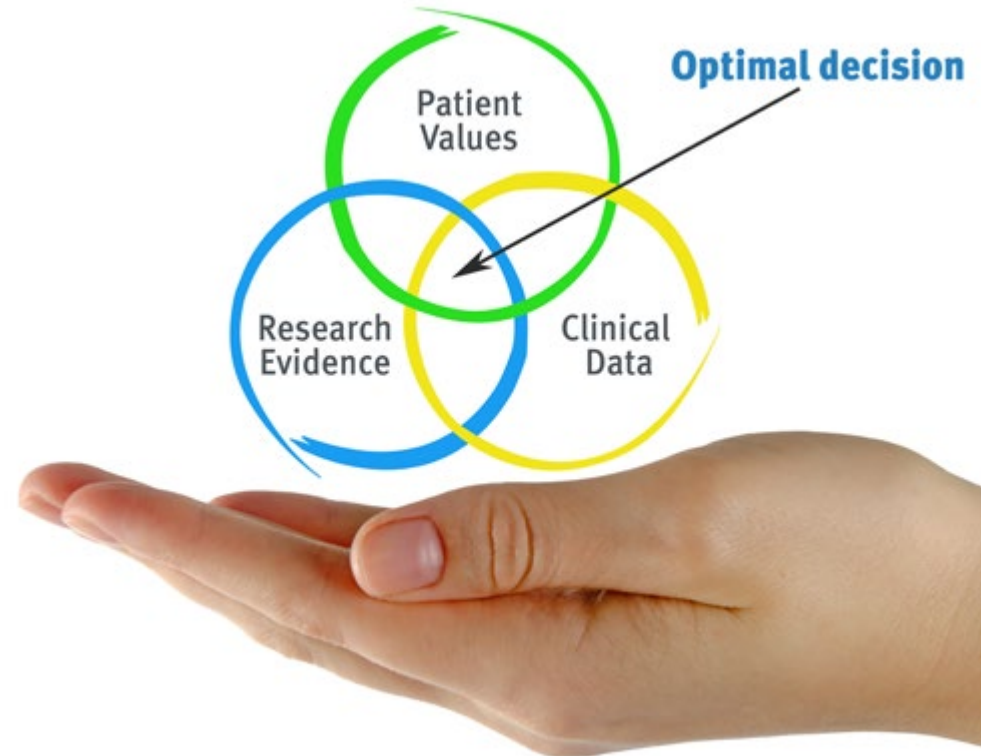 Optimal decision
Patient
Values
Research
Evidence
Clinical
Data